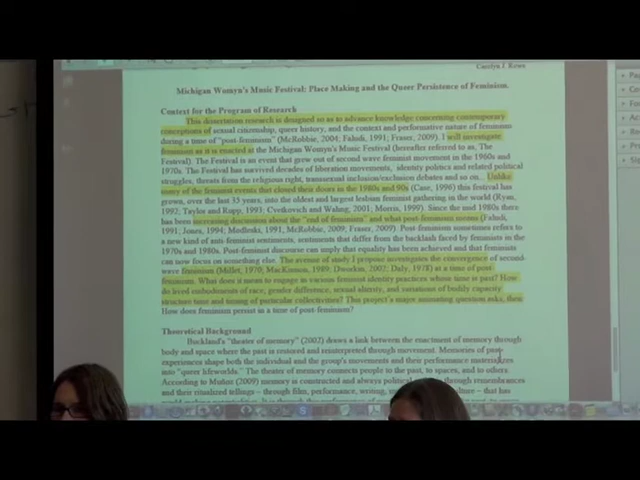 Carolyn J. Rowe
Michigan Womyn's Music Festival: Place Making and the Queer Persistence of Feminism.
Context for the Program of Research
This dissertation research is designed so as to advance knowledge concerning contemporary
conceptions of sexual citizenship, queer history, and the context and performative nature of feminisms
during a time of "post-feminism" (McRobbie, 2004; Faludi, 1991; Fraser, 2009). I will investigate
feminism as it is enacted at the Michigan Womyn's Music Festival (hereafter referred to as, The
Festival). The Festival is an event that grew out of second wave feminist movement in the 1960s and
1970s. The Festival has survived decades of liberation movements, identity politics and related political
struggles, threats from the religious right, transsexual inclusion/exclusion debates and so on. Unlike
many of the feminist events that closed their doors in the 1980s and 90s (Case, 1996) this festival has
grown, over the last 35 years, into the oldest and largest lesbian feminist gathering in the world (Ryan,
1992; Taylor and Rupp, 1993; Cvetkovich and Wahng, 2001; Morris, 1999). Since the mid 1980s there
has been increasing discussion about the "end of feminism" and what post-feminism means (Faludi,
1991; Jones, 1994; Modleski, 1991; McRobbie, 2009; Fraser, 2009). Post-feminism sometimes refers to
a new kind of anti-feminist sentiments, sentiments that differ from the backlash faced by feminists in the
1970s and 1980s. Post-feminist discourse can imply that equality has been achieved and that feminists
can now focus on something else. The avenue of study I propose investigates the convergence of second-
wave feminism (Millet, 1970; MacKinnon, 1989; Dworkin, 2002; Daly, 1978) at a time of post-
feminisms. What does it mean to engage in various feminist identity practices whose time is past? How
do lived embodiments of race, gender difference, sexual alterity, and variations of bodily capacity
structure time and timing of particular collectivities? This project's major animating question asks, then
How does feminism persist in a time of post-feminism?
Theoretical Background
Buckland's "theater of memory" (2002) draws a link between the enactment of memory through
body and space where the past is restored and reinterpreted through movement. Memories of past
experiences shape both the individual and the group's movements and their performance materializes
into "queer lifeworlds." The theater of memory connects people to the past, to spaces, and to others.
According to Muñoz (2009) memory is constructed and always political through remembrances
and their ritualized tellings – through film, performance, writing, culture – that has